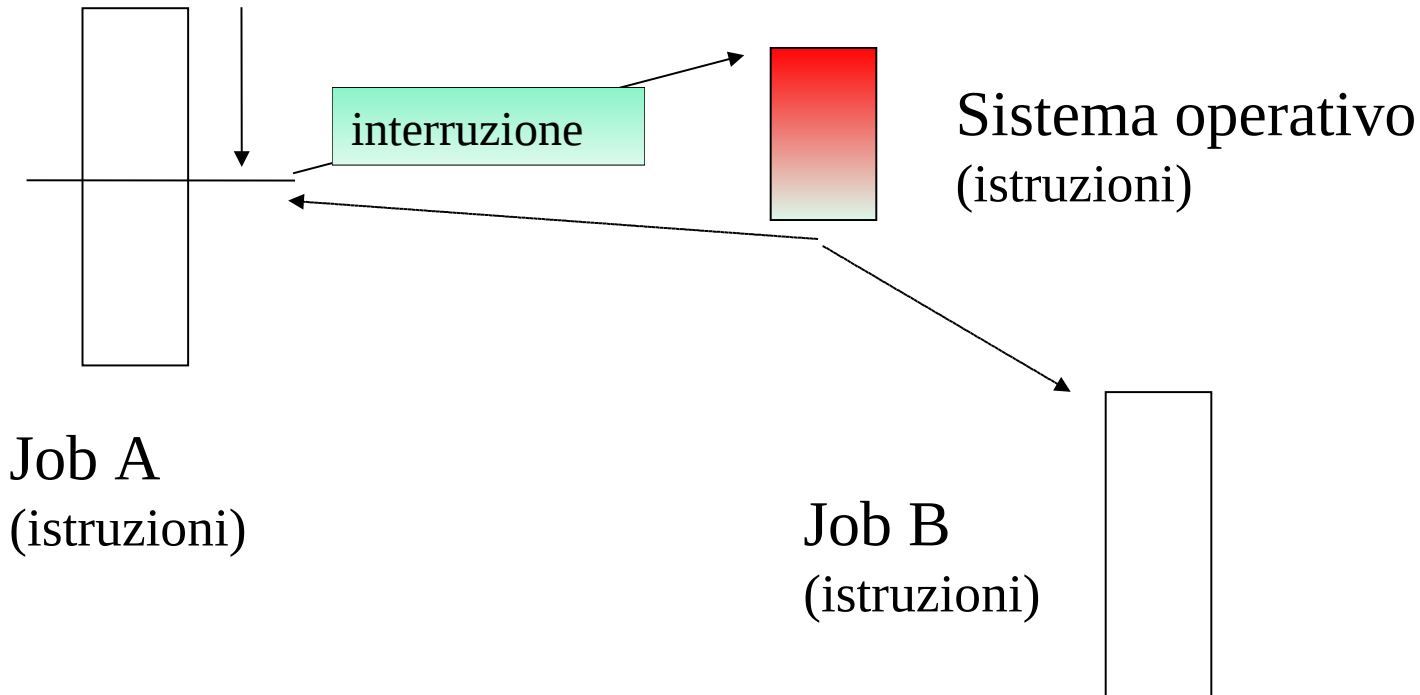 interruzione
Sistema operativo
(istruzioni)
Job A
(istruzioni)
Job B
(istruzioni)